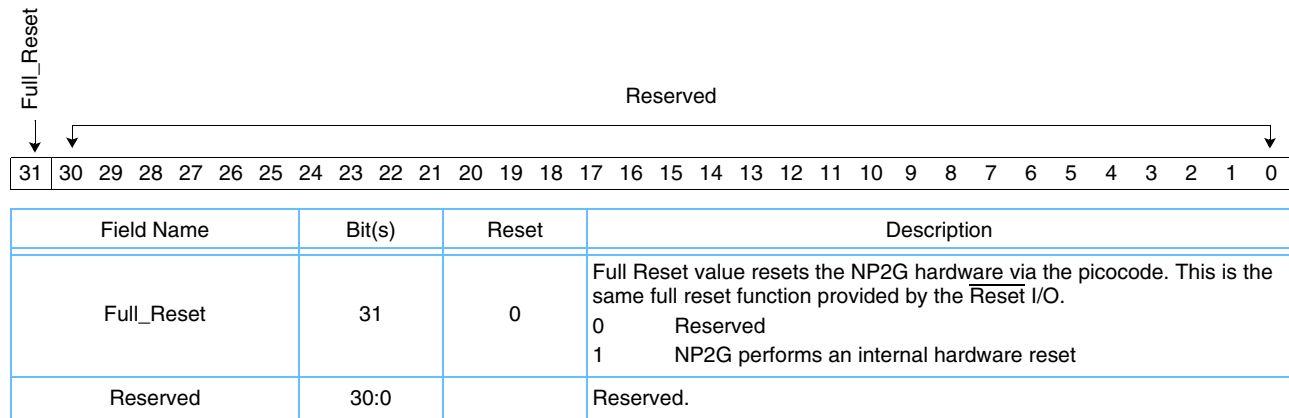 Full_Reset
Reserved
31 30 29 28 27 26 25 24 23 22 21 20 19 18 17 16 15 14 13 12 11 10 9 8 7 6 5 4 3 2 1 0
Field Name Bit(s) Reset Description
Full_Reset 31 0 Full Reset value resets the NP2G hardware via the picocode. This is the
same full reset function provided by the Reset I/O.
0 Reserved
1 NP2G performs an internal hardware reset
Reserved 30:0 Reserved.